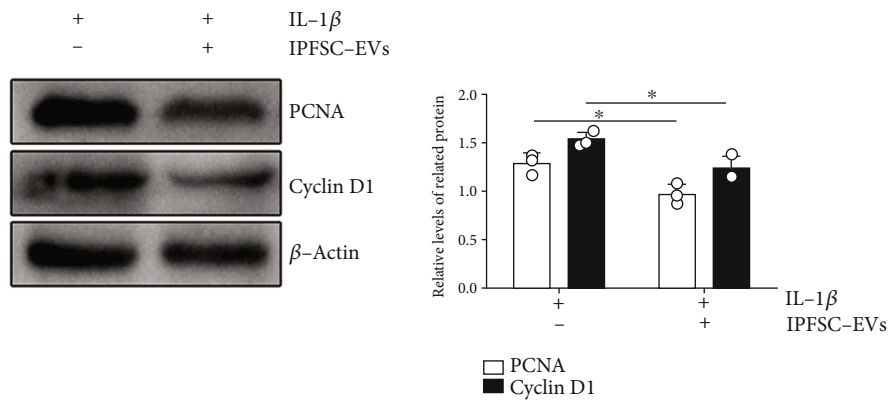 + + IL–1β
– + IPFSC–EVs
PCNA
Cyclin D1
β–Actin
Relative levels of related protein
2.0
1.5
1.0
0.5
0.0
* *
+ + IL–1β
– + IPFSC–EVs
PCNA
Cyclin D1